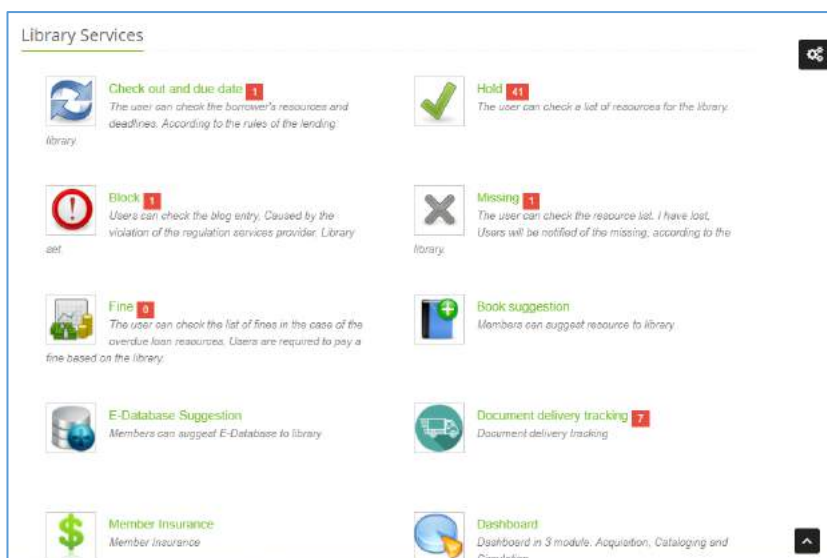 Library Services
Check out and due date 1
The user can check the borrower's resources and
deadlines. According to the rules of the lending
library.
Hold 41
The user can check a list of resources for the library.
Block 1
Users can check the blog entry, Caused by the
violation of the regulation services provider. Library
set
Missing 1
The user can check the resource list. I have lost,
Users will be notified of the missing, according to the
library.
Fine 0
The user can check the list of fines in the case of the
overdue loan resources. Users are required to pay a
fine based on the library.
Book suggestion
Members can suggest resource to library
E-Database Suggestion
Members can suggest E-Database to library
Document delivery tracking 7
Document delivery tracking
Member Insurance
Member Insurance
Dashboard
Dashboard in 3 module. Acquisition, Cataloging and